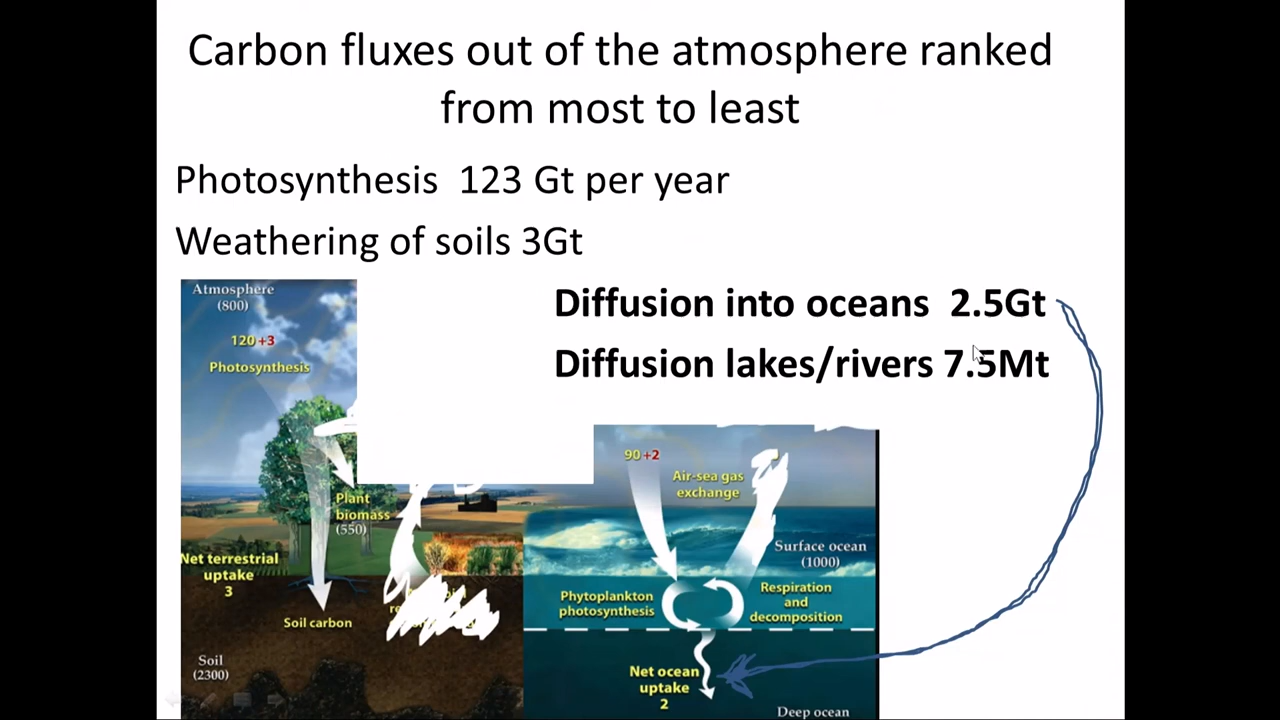 Carbon fluxes out of the atmosphere ranked
from most to least
Photosynthesis 123 Gt per year
Weathering of soils 3Gt
Diffusion into oceans 2.5Gt
Diffusion lakes/rivers 7.5Mt
Atmosphere
(800)
120 +3
Photosynthesis
Plant
biomass
(550)
Net terrestrial
uptake
3
Soil carbon
Soil
(2300)
90 +2
Air-sea gas
exchange
Surface ocean
(1000)
Phytoplankton
photosynthesis
Respiration
and
decomposition
Net ocean
uptake
2
Deep ocean